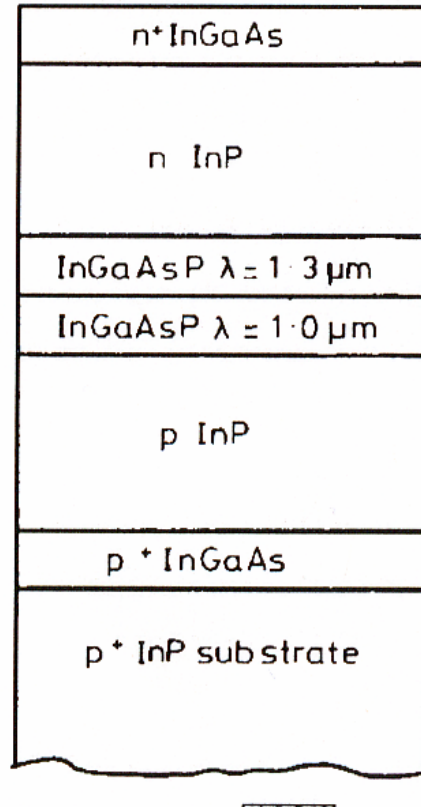 n⁺InGaAs
n InP
InGaAsP λ = 1·3 μm
InGaAsP λ = 1·0 μm
p InP
p⁺InGaAs
p⁺ InP substrate